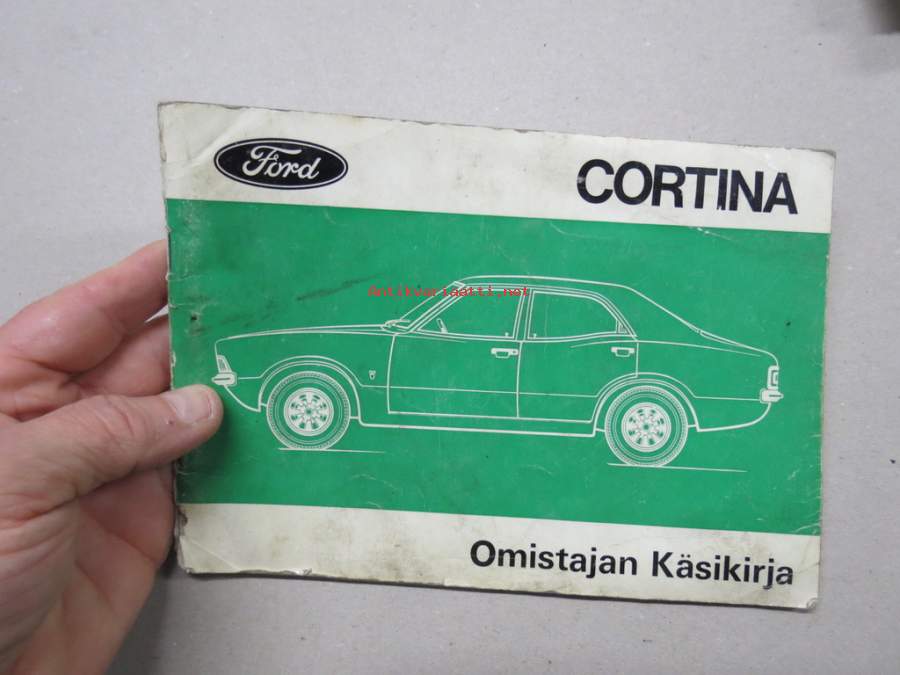 Ford
CORTINA
Antikvariaatti.net
Omistajan Käsikirja